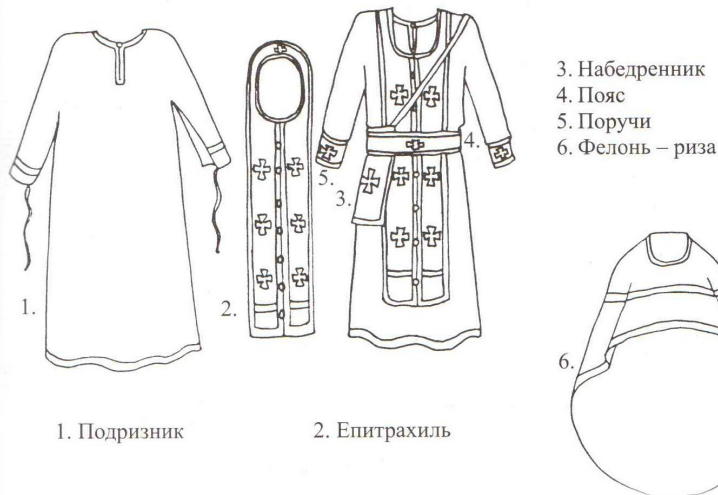 3. Набедренник
4. Пояс
5. Поручи
6. Фелонь – риза
4.
5.
3.
1.
2.
6.
1. Подризник
2. Епитрахиль